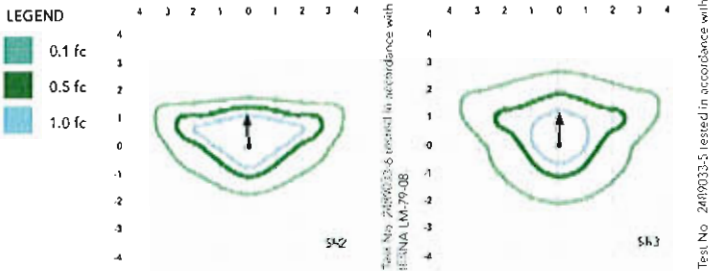 LEGEND
0.1 fc
0.5 fc
1.0 fc
4 3 2 1 0 1 2 3 4
4
3
2
1
0
-1
-2
-3
-4
SR2
Test No. 2489033-6 tested in accordance with
IESNA LM-79-08.
4 3 2 1 0 1 2 3 4
4
3
2
1
0
-1
-2
-3
-4
SR3
Test No. 2489033-5 tested in accordance with